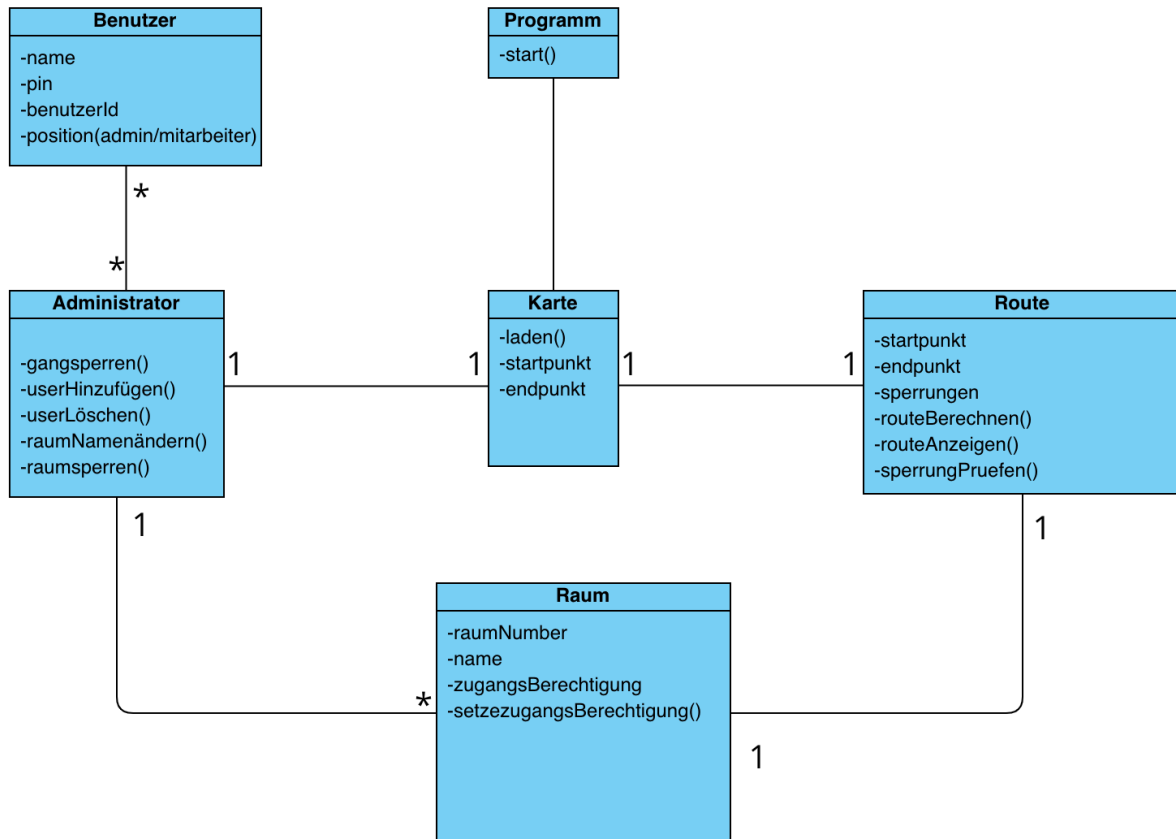 Benutzer
-name
-pin
-benutzerId
-position(admin/mitarbeiter)
Programm
-start()
*
*
Administrator
-gangsperren()
-userHinzufügen()
-userLöschen()
-raumNamenändern()
-raumsperren()
1
1
Karte
-laden()
-startpunkt
-endpunkt
1
1
Route
-startpunkt
-endpunkt
-sperrungen
-routeBerechnen()
-routeAnzeigen()
-sperrungPruefen()
1
1
Raum
-raumNumber
-name
-zugangsBerechtigung
-setzezugangsBerechtigung()
*
1